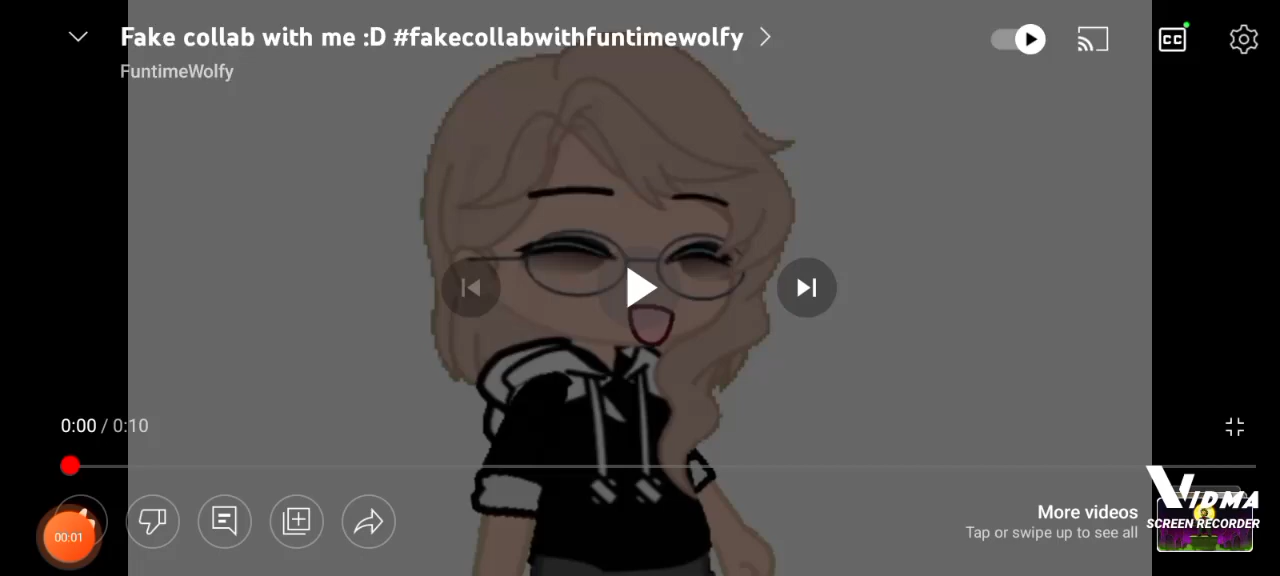 Fake collab with me :D #fakecollabwithfuntimewolfy
FuntimeWolfy
CC
0:00 / 0:10
More videos
Tap or swipe up to see all
00:01
VIDMA
SCREEN RECORDER